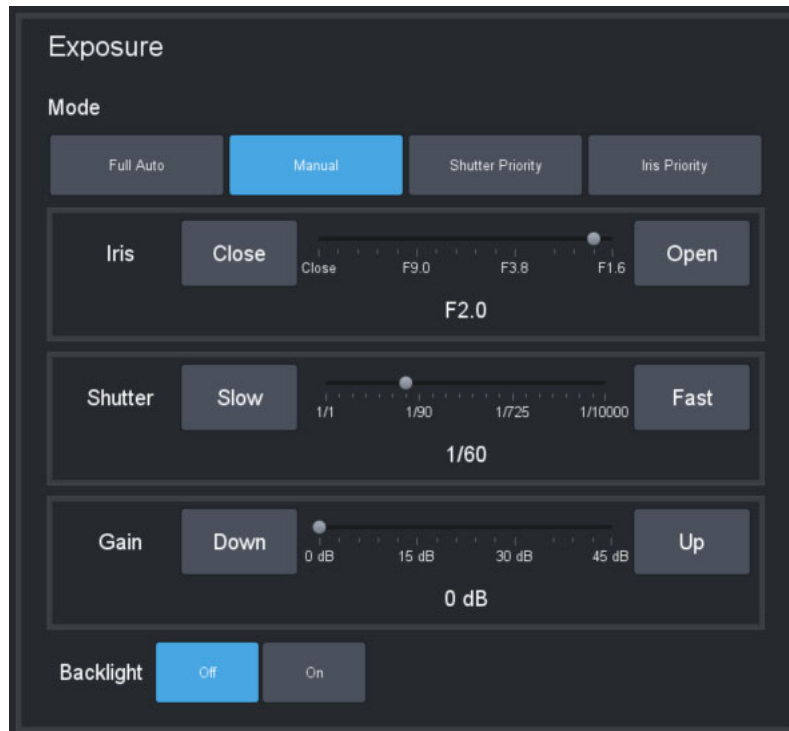 Exposure
Mode
Full Auto Manual Shutter Priority Iris Priority
Iris Close Open
Close F9.0 F3.8 F1.6
F2.0
Shutter Slow Fast
1/1 1/90 1/725 1/10000
1/60
Gain Down Up
0 dB 15 dB 30 dB 45 dB
0 dB
Backlight Off On